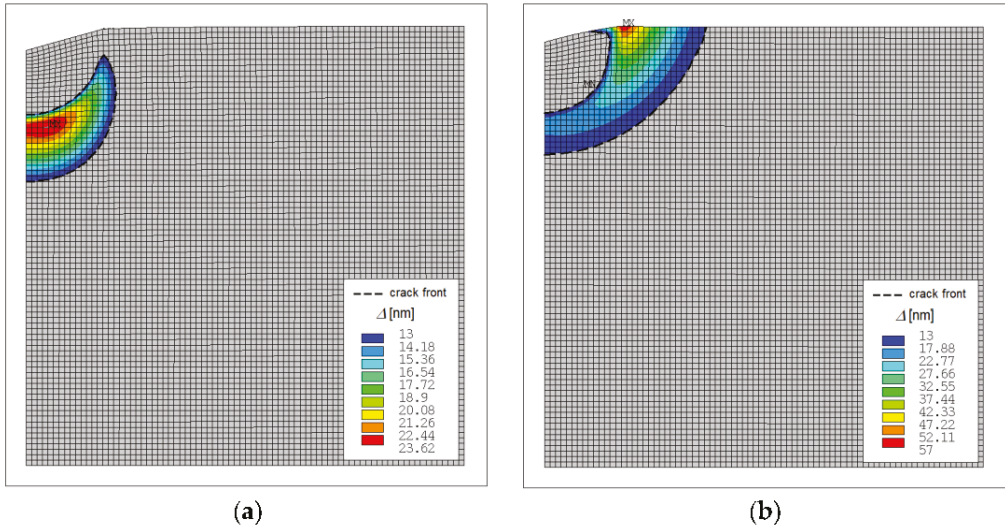 MX
crack front
Δ [nm]
13
14.18
15.36
16.54
17.72
18.9
20.08
21.26
22.44
23.62
(a)
MX
crack front
Δ [nm]
13
17.88
22.77
27.66
32.55
37.44
42.33
47.22
52.11
57
(b)